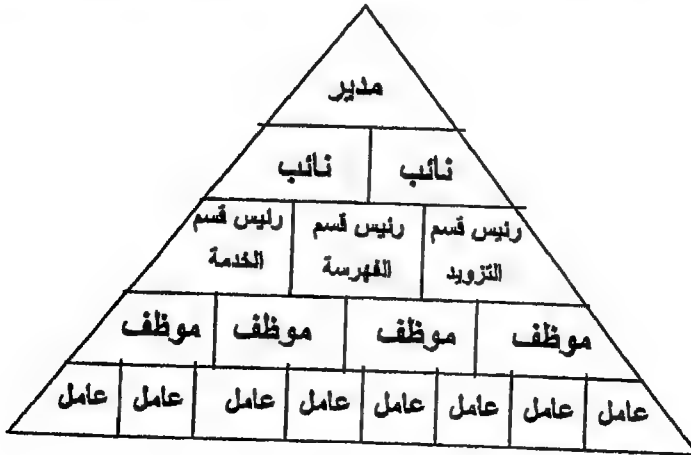 مدير
نائب نائب
رئيس قسم التزويد
رئيس قسم الفهرسة
رئيس قسم الخدمة
موظف موظف موظف موظف
عامل عامل عامل عامل عامل عامل عامل عامل